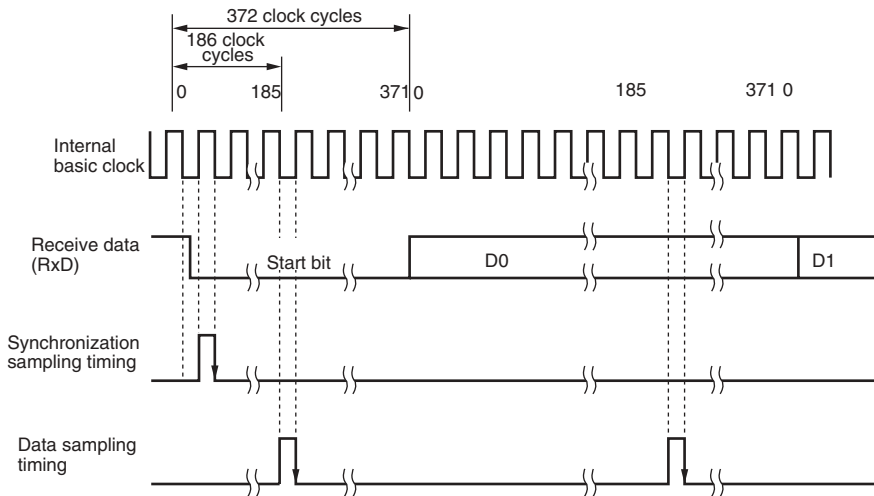 372 clock cycles
186 clock
cycles
0 185 371 0 185 371 0
Internal
basic clock
Receive data
(RxD)
Start bit D0 D1
Synchronization
sampling timing
Data sampling
timing